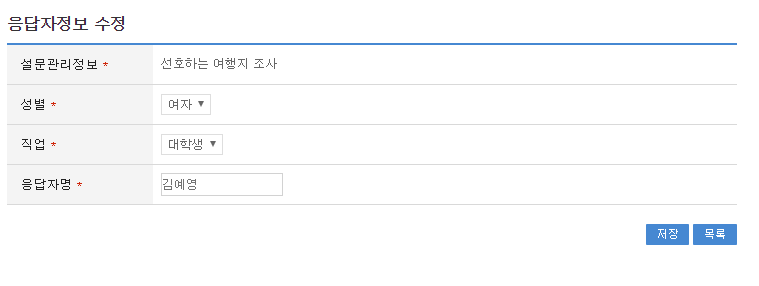 응답자정보 수정
설문관리정보 * 선호하는 여행지 조사
성별 * 여자 ▼
직업 * 대학생 ▼
응답자명 * 김예영
저장 목록